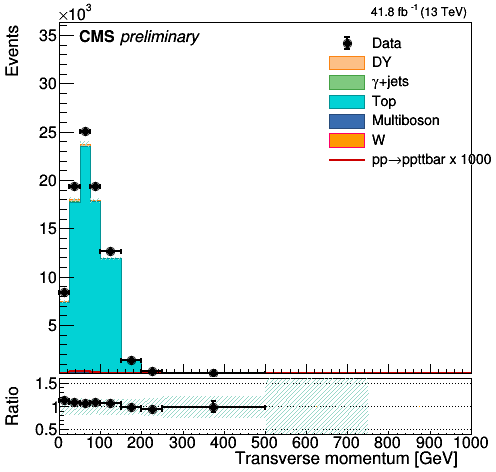 ×10³
41.8 fb⁻¹ (13 TeV)
CMS preliminary
Events
35
30
25
20
15
10
5
Data
DY
γ+jets
Top
Multiboson
W
pp→ppttbar x 1000
Ratio
1.5
1
0.5
0 100 200 300 400 500 600 700 800 900 1000
Transverse momentum [GeV]